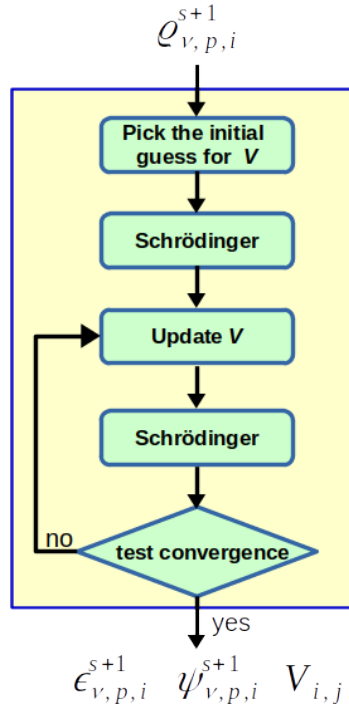 ϱ^{s+1}_{ν, p, i}
Pick the initial
guess for V
Schrödinger
Update V
Schrödinger
no
test convergence
yes
ϵ^{s+1}_{ν, p, i} ψ^{s+1}_{ν, p, i} V_{i, j}